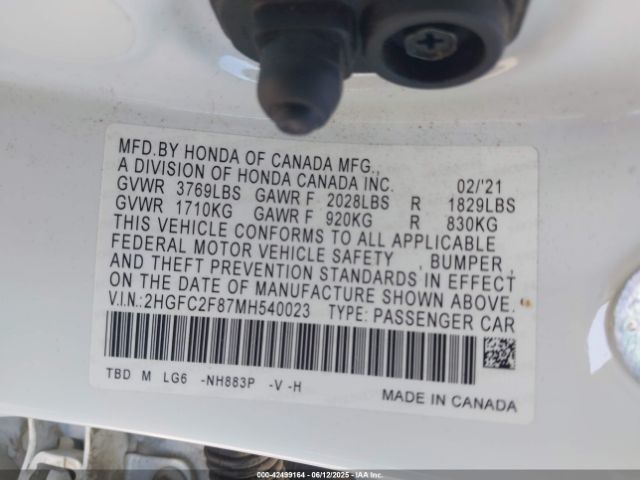 MFD.BY HONDA OF CANADA MFG.,
A DIVISION OF HONDA CANADA INC. 02/'21
GVWR 3769LBS GAWR F 2028LBS R 1829LBS
GVWR 1710KG GAWR F 920KG R 830KG
THIS VEHICLE CONFORMS TO ALL APPLICABLE
FEDERAL MOTOR VEHICLE SAFETY , BUMPER ,
AND THEFT PREVENTION STANDARDS IN EFFECT
ON THE DATE OF MANUFACTURE SHOWN ABOVE.
V.I.N.:2HGFC2F87MH540023 TYPE: PASSENGER CAR
TBD M LG6 -NH883P -V -H
MADE IN CANADA
000-42499164 - 06/12/2025 - IAA Inc.